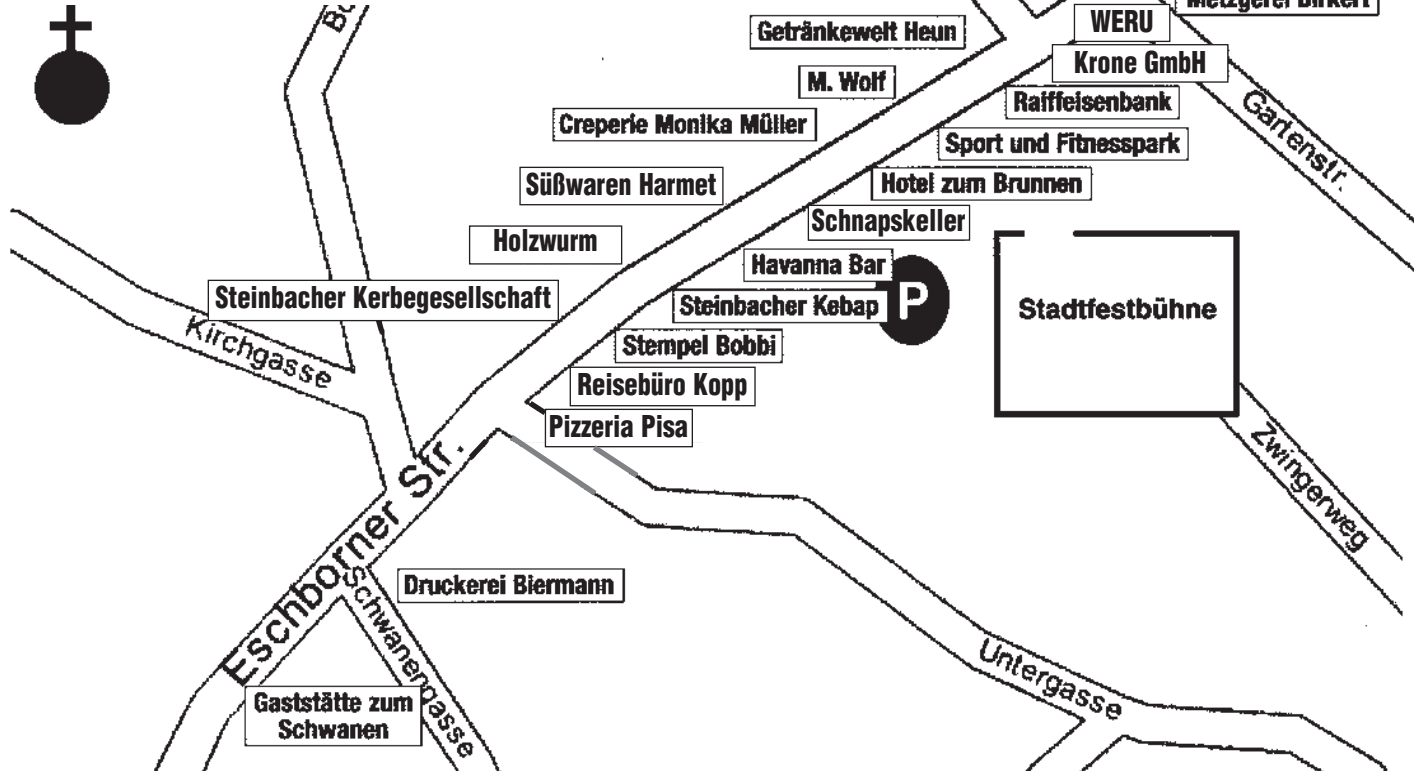 Metzgerei Birkert
WERU
Getränkewelt Heun
Krone GmbH
M. Wolf
Raiffeisenbank
Gartenstr.
Creperie Monika Müller
Sport und Fitnesspark
Süßwaren Harmet
Hotel zum Brunnen
Schnapskeller
Holzwurm
Havanna Bar
Steinbacher Kerbegesellschaft
P
Steinbacher Kebap
Stadtfestbühne
Kirchgasse
Stempel Bobbi
Reisebüro Kopp
Pizzeria Pisa
Zwingerweg
Eschborner Str.
Druckerei Biermann
Schwanengasse
Untergasse
Gaststätte zum
Schwanen